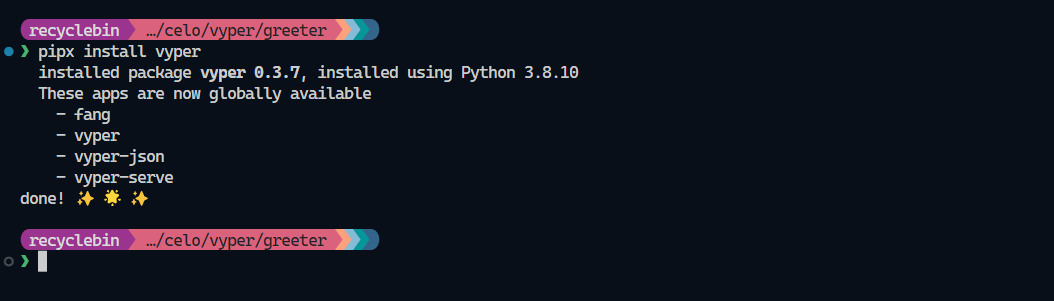 recyclebin …/celo/vyper/greeter
❯ pipx install vyper
installed package vyper 0.3.7, installed using Python 3.8.10
These apps are now globally available
- fang
- vyper
- vyper-json
- vyper-serve
done! ✨ 🌟 ✨
recyclebin …/celo/vyper/greeter
❯